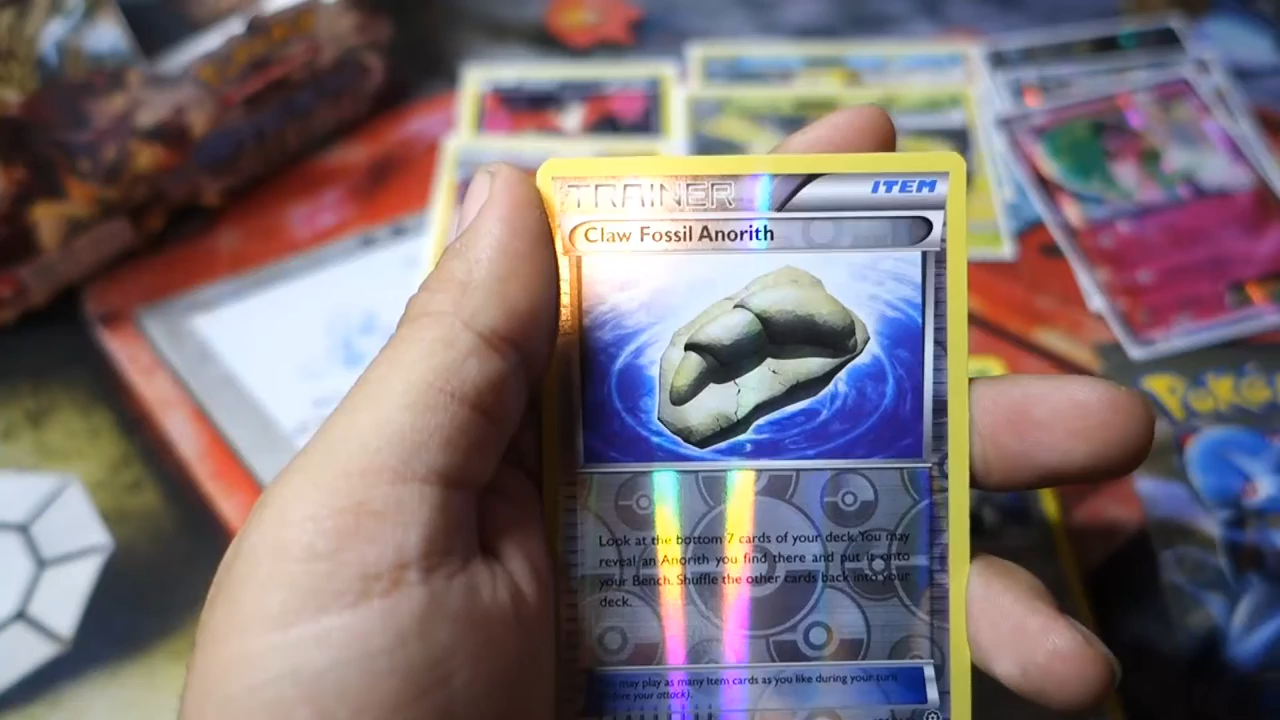 TRAINER
ITEM
Claw Fossil Anorith
Look at the bottom 7 cards of your deck. You may
reveal an Anorith you find there and put it onto
your Bench. Shuffle the other cards back into your
deck.
may play as many Item cards as you like during your turn
(before your attack).